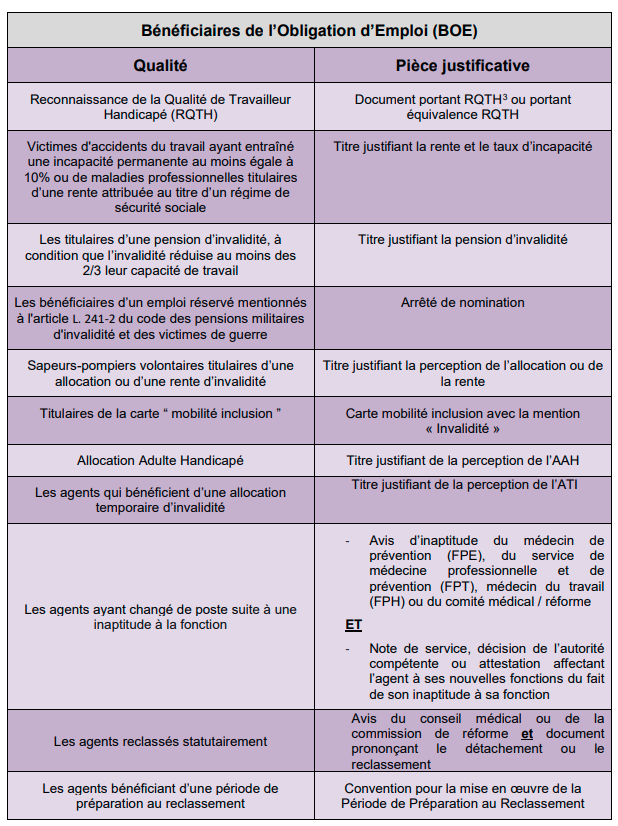 Bénéficiaires de l’Obligation d’Emploi (BOE)
Qualité
Pièce justificative
Reconnaissance de la Qualité de Travailleur
Handicapé (RQTH)
Document portant RQTH³ ou portant
équivalence RQTH
Victimes d'accidents du travail ayant entraîné
une incapacité permanente au moins égale à
10% ou de maladies professionnelles titulaires
d’une rente attribuée au titre d’un régime de
sécurité sociale
Titre justifiant la rente et le taux d’incapacité
Les titulaires d’une pension d’invalidité, à
condition que l’invalidité réduise au moins des
2/3 leur capacité de travail
Titre justifiant la pension d’invalidité
Les bénéficiaires d’un emploi réservé mentionnés
à l'article L. 241-2 du code des pensions militaires
d'invalidité et des victimes de guerre
Arrêté de nomination
Sapeurs-pompiers volontaires titulaires d’une
allocation ou d’une rente d’invalidité
Titre justifiant la perception de l’allocation ou de
la rente
Titulaires de la carte “ mobilité inclusion ”
Carte mobilité inclusion avec la mention
« Invalidité »
Allocation Adulte Handicapé
Titre justifiant de la perception de l’AAH
Les agents qui bénéficient d’une allocation
temporaire d’invalidité
Titre justifiant de la perception de l’ATI
Les agents ayant changé de poste suite à une
inaptitude à la fonction
- Avis d’inaptitude du médecin de
prévention (FPE), du service de
médecine professionnelle et de
prévention (FPT), médecin du travail
(FPH) ou du comité médical / réforme
ET
- Note de service, décision de l’autorité
compétente ou attestation affectant
l’agent à ses nouvelles fonctions du fait
de son inaptitude à sa fonction
Les agents reclassés statutairement
Avis du conseil médical ou de la
commission de réforme et document
prononçant le détachement ou le
reclassement
Les agents bénéficiant d’une période de
préparation au reclassement
Convention pour la mise en œuvre de la
Période de Préparation au Reclassement